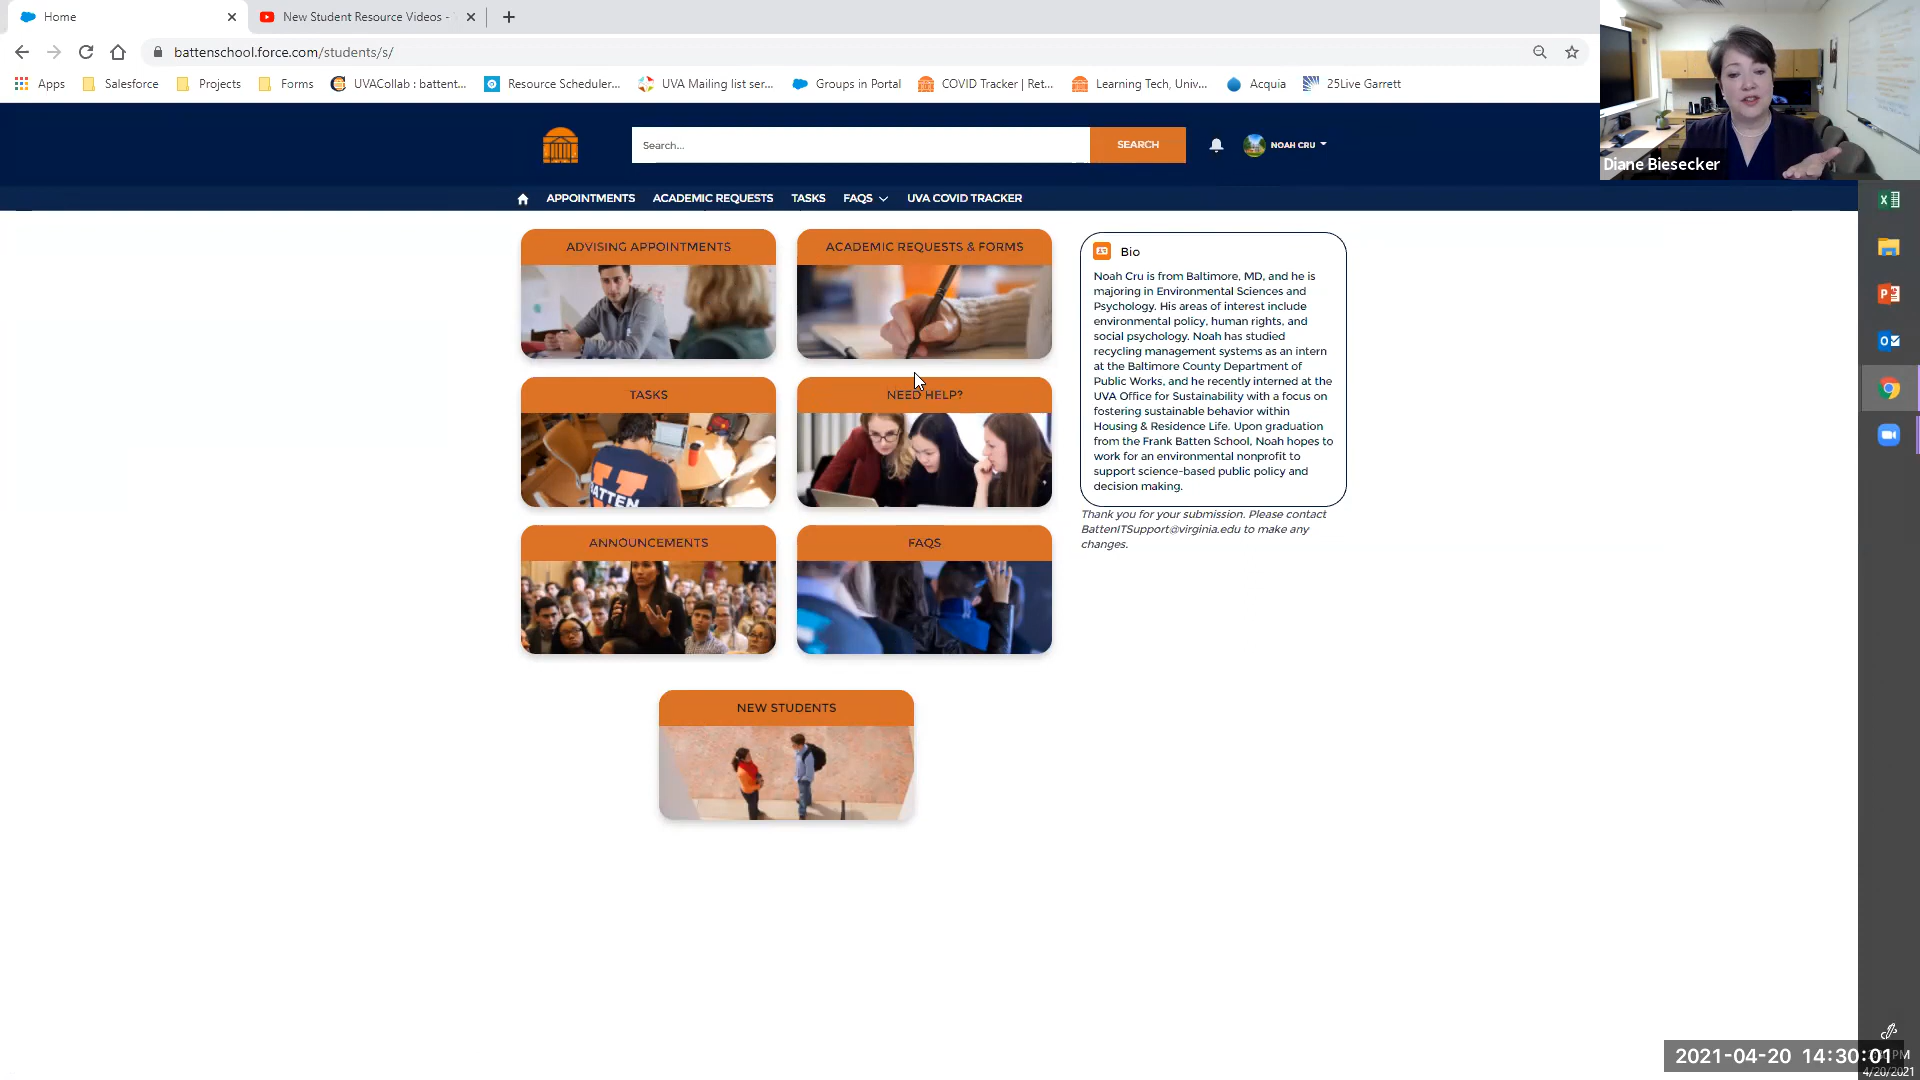 Home
New Student Resource Videos -
battenschool.force.com/students/s/
Apps
Salesforce
Projects
Forms
UVACollab : battent...
Resource Scheduler...
UVA Mailing list ser...
Groups in Portal
COVID Tracker | Ret...
Learning Tech, Univ...
Acquia
25Live Garrett
Diane Biesecker
Search...
SEARCH
NOAH CRU
APPOINTMENTS
ACADEMIC REQUESTS
TASKS
FAQS
UVA COVID TRACKER
ADVISING APPOINTMENTS
ACADEMIC REQUESTS & FORMS
TASKS
BATTEN
NEED HELP?
ANNOUNCEMENTS
FAQS
NEW STUDENTS
Bio
Noah Cru is from Baltimore, MD, and he is
majoring in Environmental Sciences and
Psychology. His areas of interest include
environmental policy, human rights, and
social psychology. Noah has studied
recycling management systems as an intern
at the Baltimore County Department of
Public Works, and he recently interned at the
UVA Office for Sustainability with a focus on
fostering sustainable behavior within
Housing & Residence Life. Upon graduation
from the Frank Batten School, Noah hopes to
work for an environmental nonprofit to
support science-based public policy and
decision making.
Thank you for your submission. Please contact
BattenITSupport@virginia.edu to make any
changes.
2021-04-20 14:30:01
PM
4/20/2021